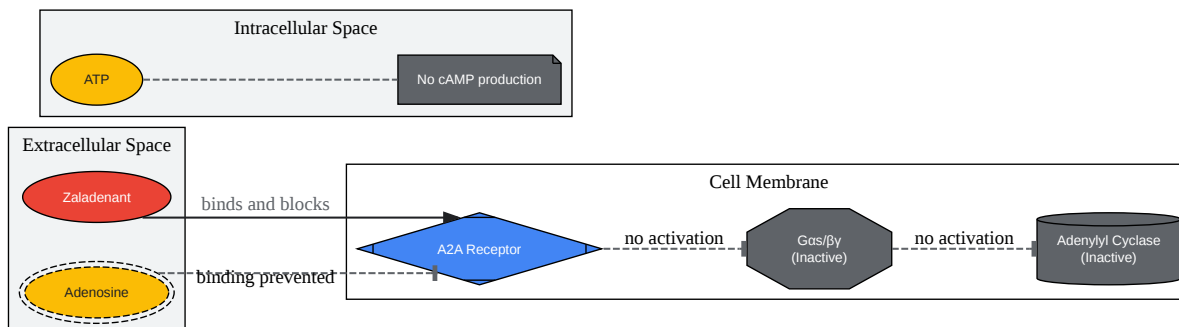 Intracellular Space
ATP
No cAMP production
Extracellular Space
Zaladenant
binds and blocks
Cell Membrane
A2A Receptor
no activation
Gαs/βγ
(Inactive)
no activation
Adenylyl Cyclase
(Inactive)
binding prevented
Adenosine